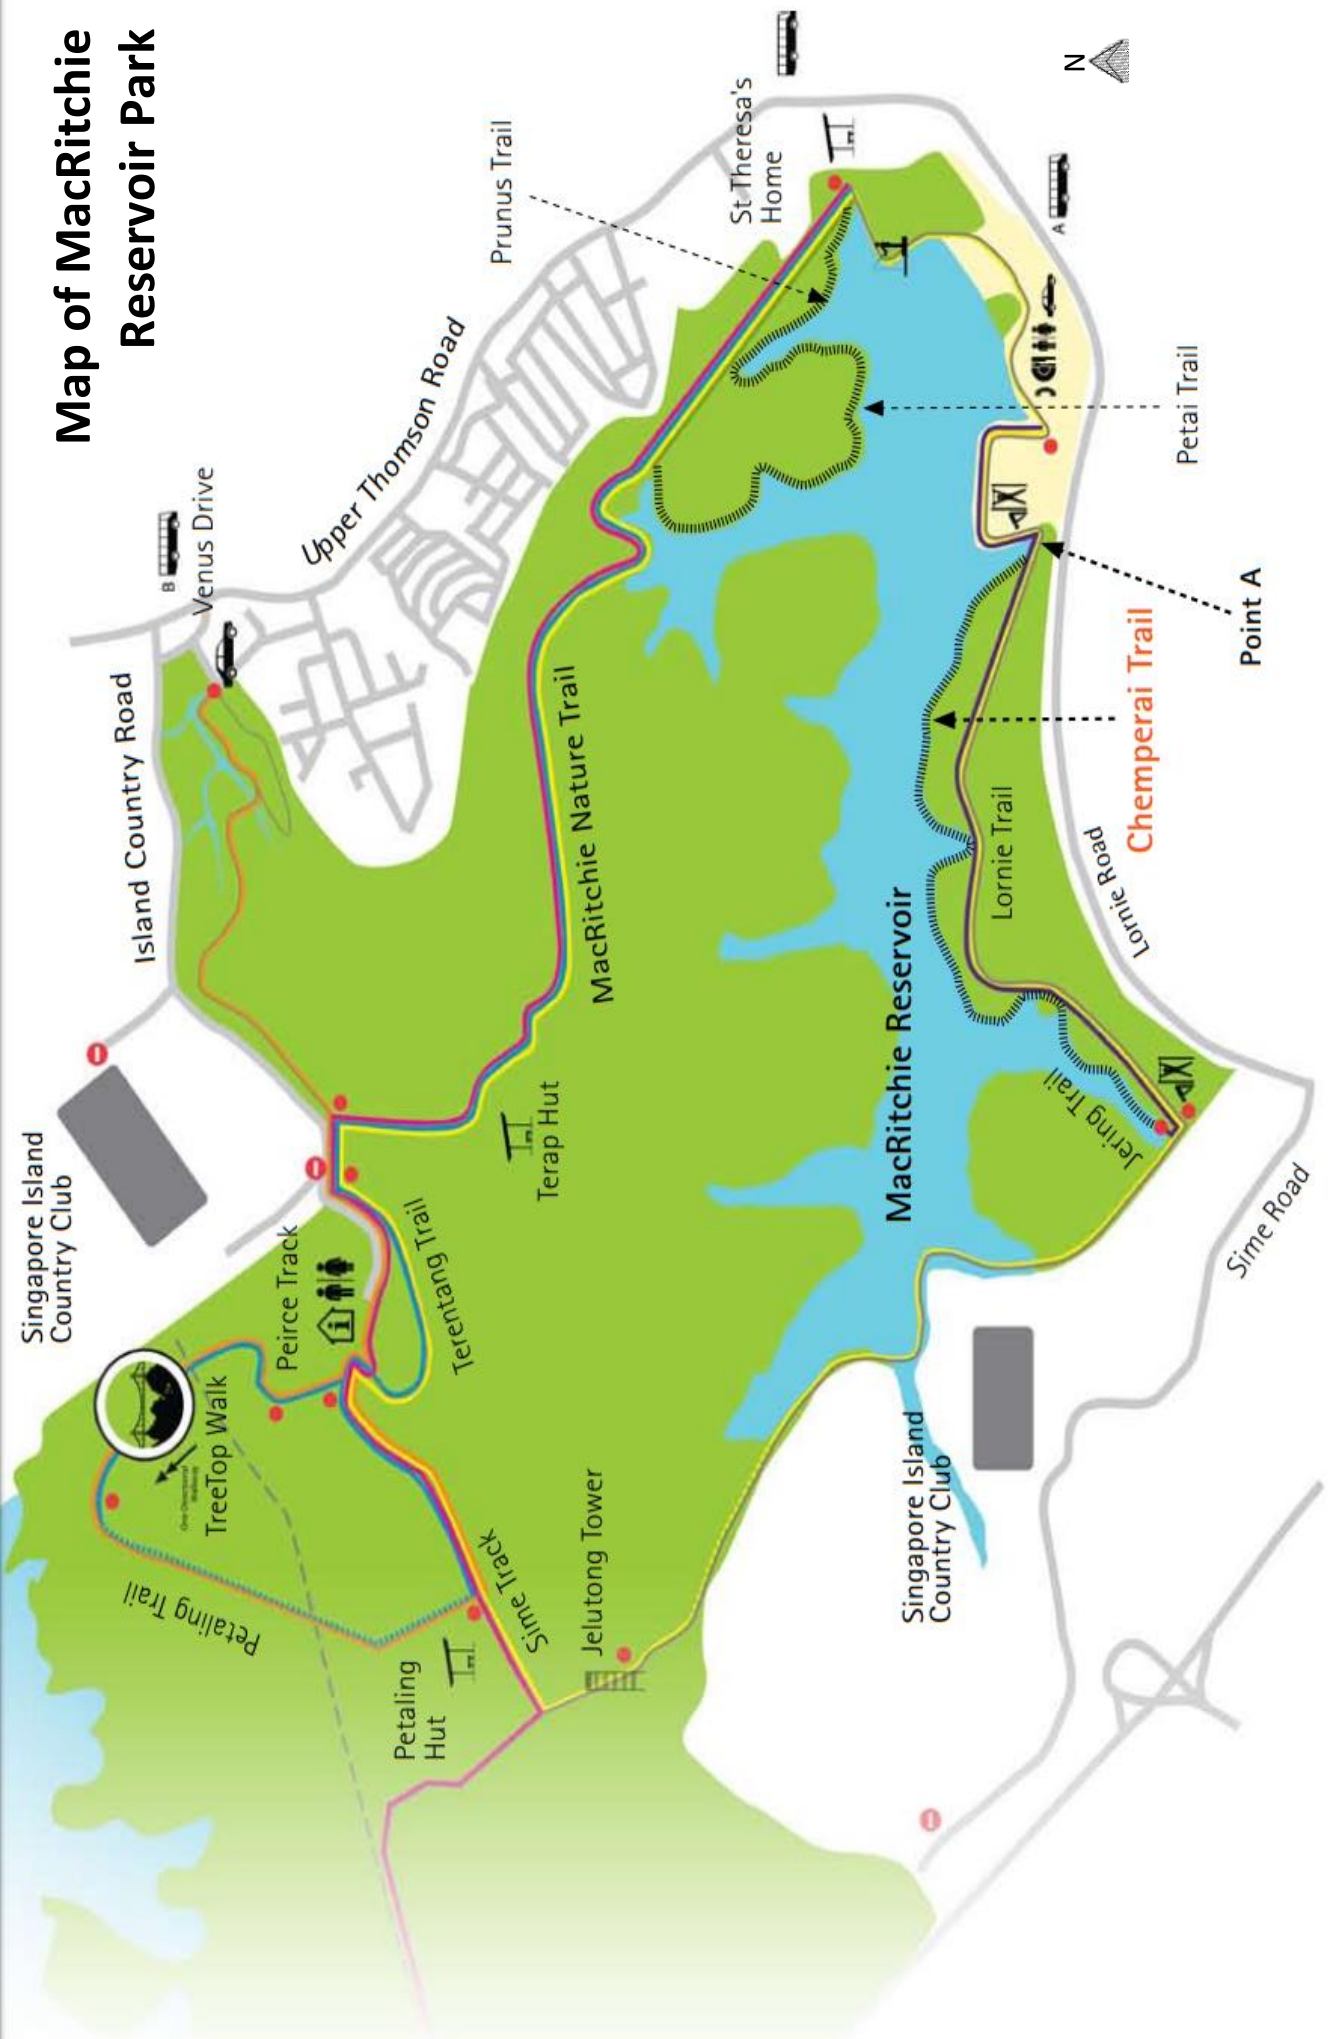 Map of MacRitchie
Reservoir Park
N
St Theresa's
Home
Prunus Trail
A
Upper Thomson Road
B
Venus Drive
Petai Trail
Point A
Chemperai Trail
Lornie Trail
Lornie Road
Island Country Road
MacRitchie Nature Trail
MacRitchie Reservoir
Jering Trail
Sime Road
Terap Hut
Singapore Island
Country Club
Peirce Track
i
Terentang Trail
TreeTop Walk
One Directional
Walkway
Petaling Trail
Sime Track
Jelutong Tower
Petaling
Hut
Singapore Island
Country Club